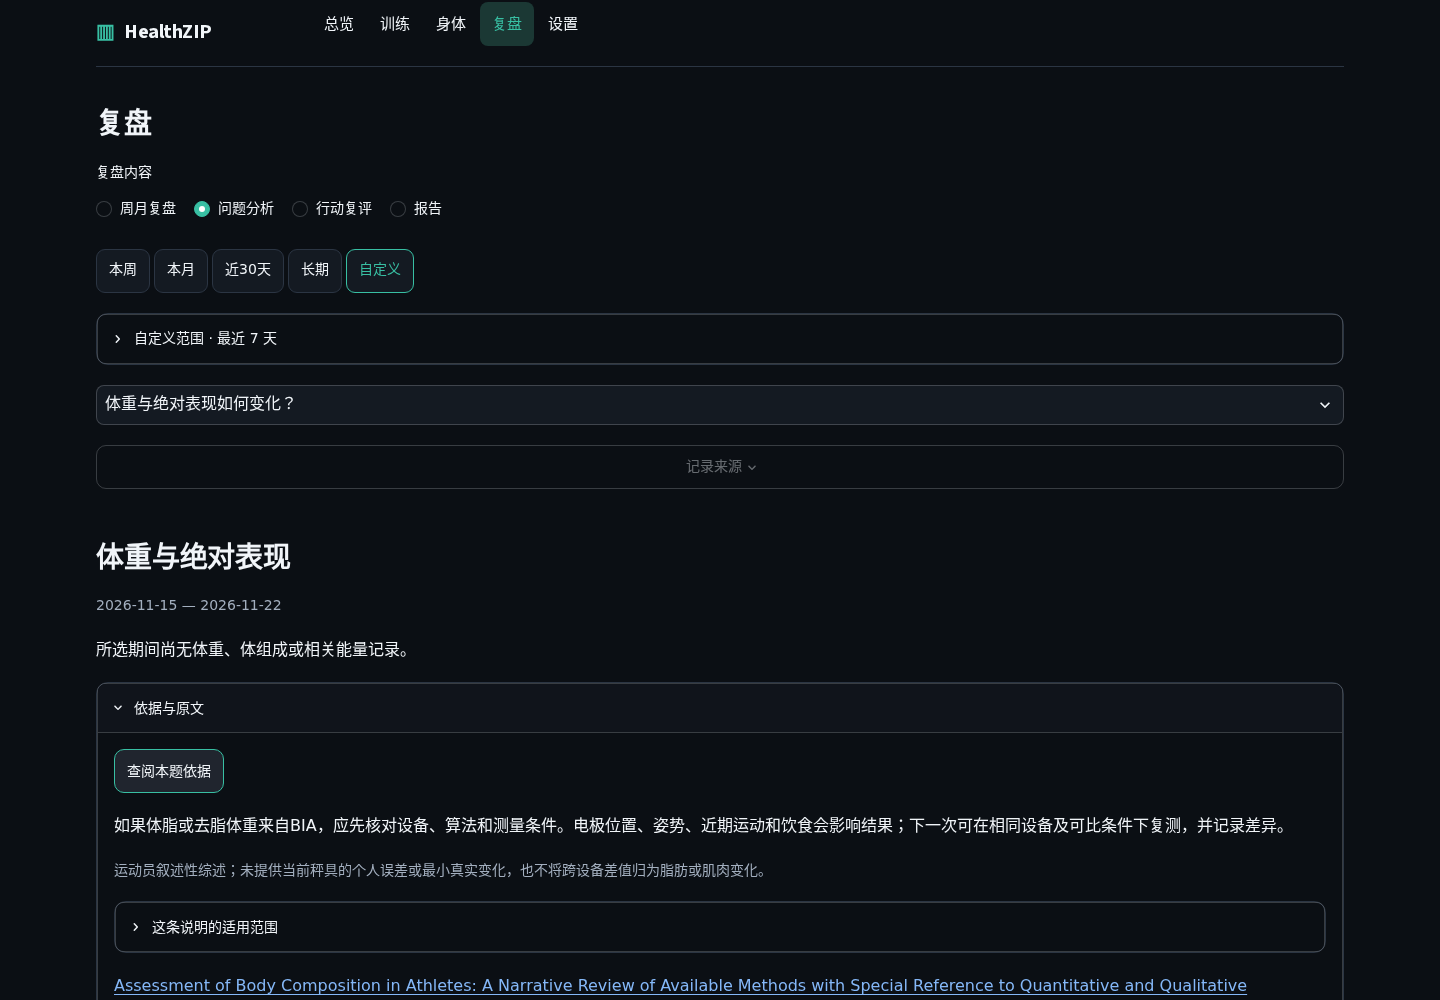 HealthZIP
总览 训练 身体 复盘 设置
复盘
复盘内容
周月复盘 问题分析 行动复评 报告
本周 本月 近30天 长期 自定义
自定义范围 · 最近 7 天
体重与绝对表现如何变化？
记录来源
体重与绝对表现
2026-11-15 — 2026-11-22
所选期间尚无体重、体组成或相关能量记录。
依据与原文
查阅本题依据
如果体脂或去脂体重来自BIA，应先核对设备、算法和测量条件。电极位置、姿势、近期运动和饮食会影响结果；下一次可在相同设备及可比条件下复测，并记录差异。
运动员叙述性综述；未提供当前秤具的个人误差或最小真实变化，也不将跨设备差值归为脂肪或肌肉变化。
这条说明的适用范围
Assessment of Body Composition in Athletes: A Narrative Review of Available Methods with Special Reference to Quantitative and Qualitative